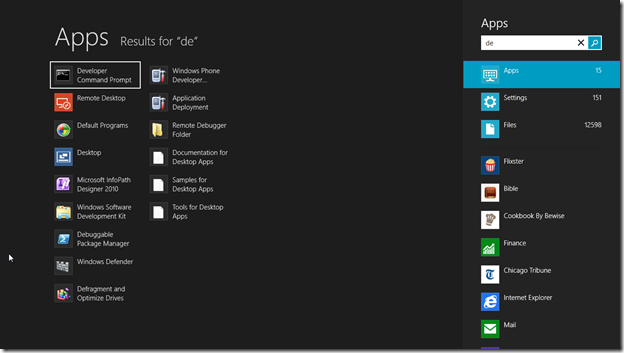 Apps Results for "de"
Developer
Command Prompt
Remote Desktop
Default Programs
Desktop
Microsoft InfoPath
Designer 2010
Windows Software
Development Kit
Debuggable
Package Manager
Windows Defender
Defragment and
Optimize Drives
Windows Phone
Developer...
Application
Deployment
Remote Debugger
Folder
Documentation for
Desktop Apps
Samples for
Desktop Apps
Tools for Desktop
Apps
Apps
de
Apps 15
Settings 151
Files 12598
Flixster
Bible
Cookbook By Bewise
Finance
Chicago Tribune
Internet Explorer
Mail